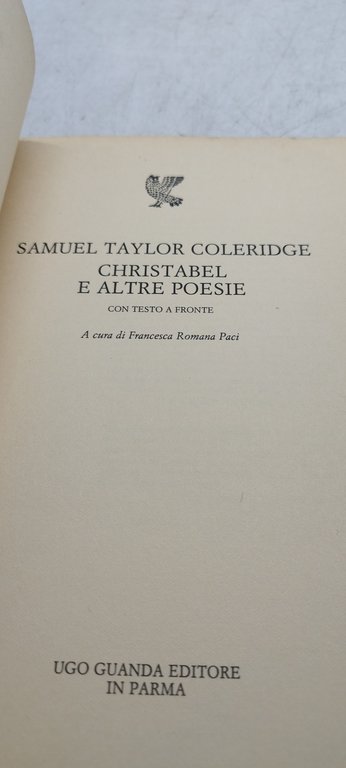 SAMUEL TAYLOR COLERIDGE
CHRISTABEL
E ALTRE POESIE
CON TESTO A FRONTE
A cura di Francesca Romana Paci
UGO GUANDA EDITORE
IN PARMA